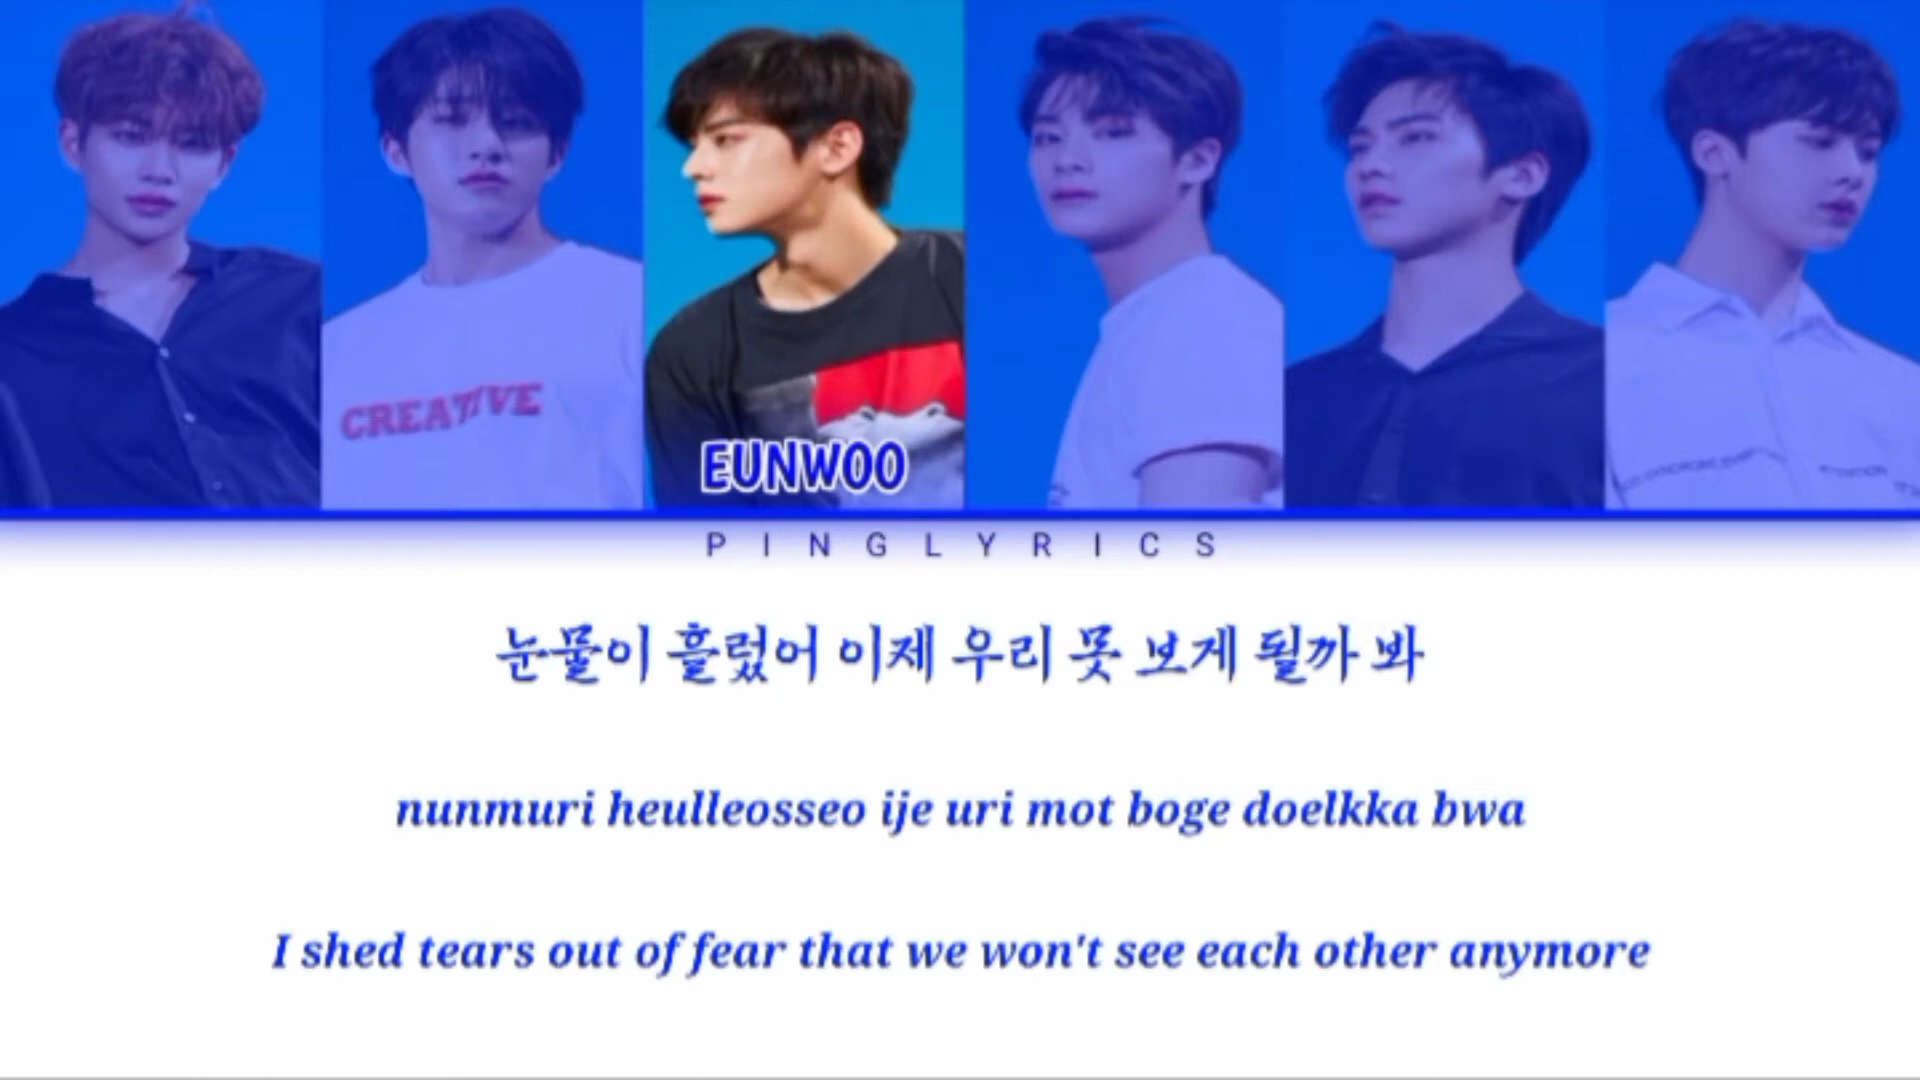 CREATIVE
EUNWOO
PINGLYRICS
눈물이 흘렀어 이제 우리 못 보게 될까 봐
nunmuri heulleosseo ije uri mot boge doelkka bwa
I shed tears out of fear that we won't see each other anymore